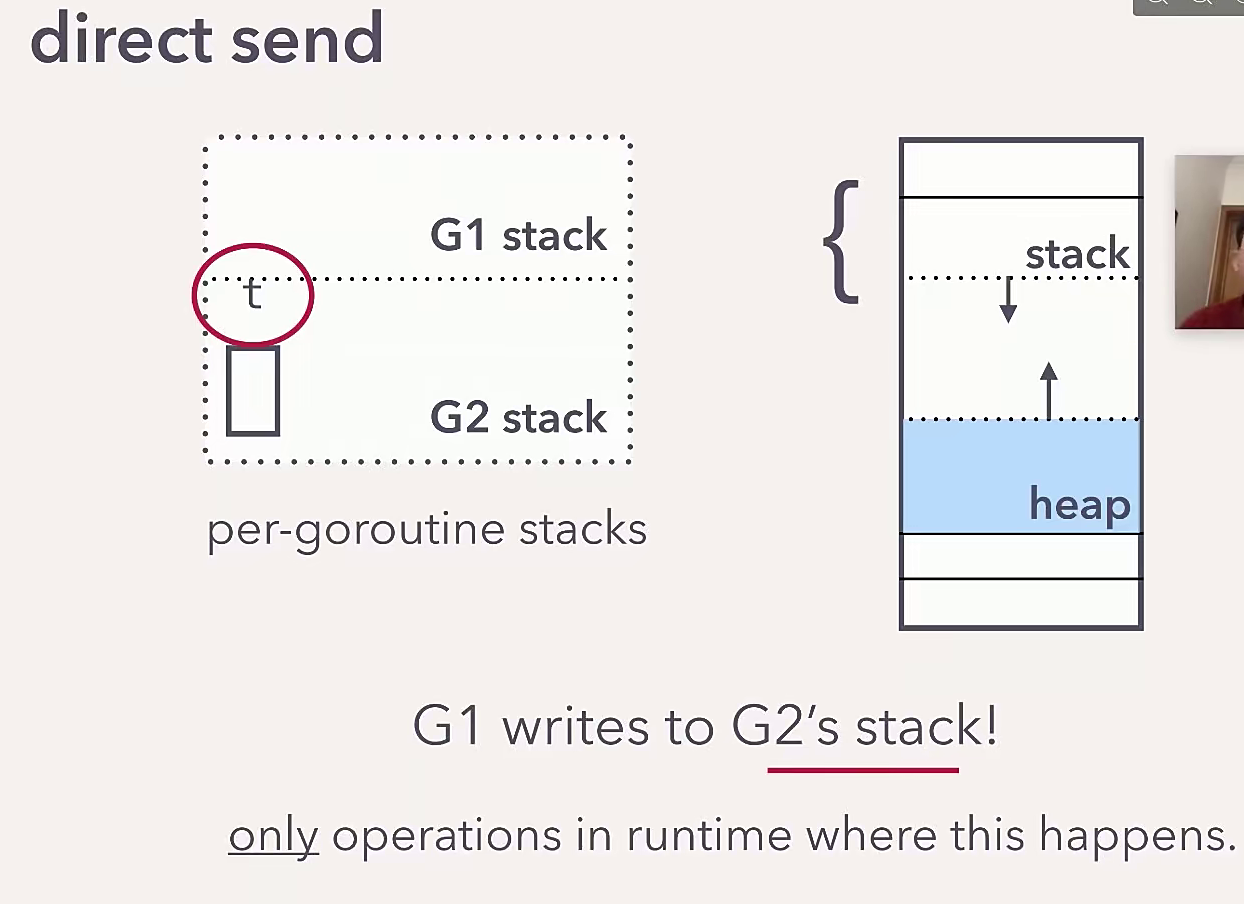 direct send
G1 stack
t
G2 stack
per-goroutine stacks
{
stack
heap
G1 writes to G2’s stack!
only operations in runtime where this happens.